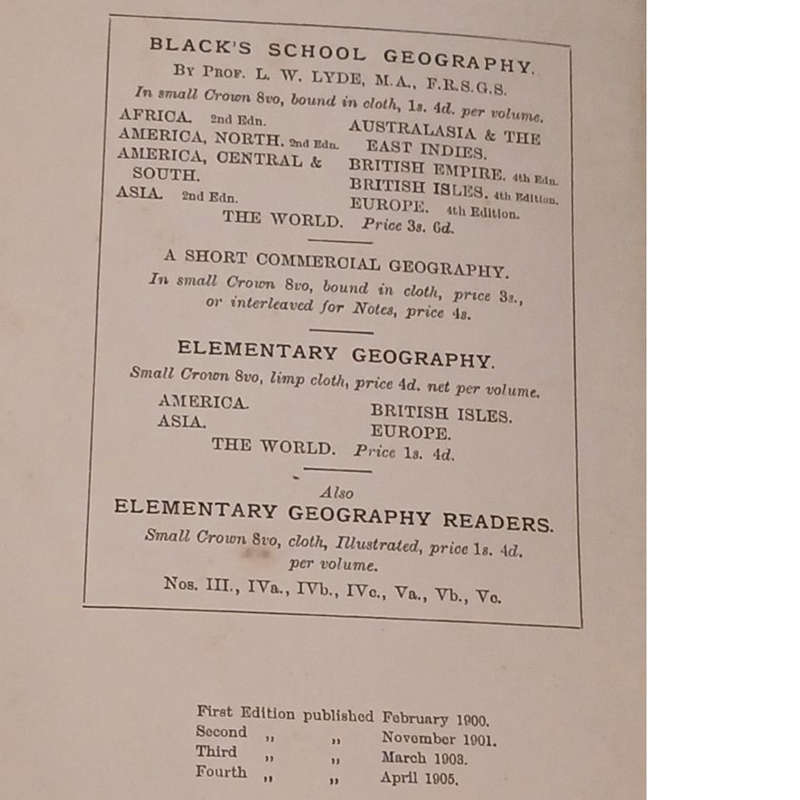 BLACK'S SCHOOL GEOGRAPHY.
BY PROF. L. W. LYDE, M.A., F.R.S.G.S.
In small Crown 8vo, bound in cloth, 1s. 4d. per volume.
AFRICA. 2nd Edn.
AMERICA, NORTH. 2nd Edn.
AMERICA, CENTRAL &
SOUTH.
ASIA. 2nd Edn.
AUSTRALASIA & THE
EAST INDIES.
BRITISH EMPIRE. 4th Edn.
BRITISH ISLES. 4th Edition.
EUROPE. 4th Edition.
THE WORLD. Price 3s. 6d.
A SHORT COMMERCIAL GEOGRAPHY.
In small Crown 8vo, bound in cloth, price 3s.,
or interleaved for Notes, price 4s.
ELEMENTARY GEOGRAPHY.
Small Crown 8vo, limp cloth, price 4d. net per volume.
AMERICA.
ASIA.
BRITISH ISLES.
EUROPE.
THE WORLD. Price 1s. 4d.
Also
ELEMENTARY GEOGRAPHY READERS.
Small Crown 8vo, cloth, Illustrated, price 1s. 4d.
per volume.
Nos. III., IVa., IVb., IVc., Va., Vb., Vc.
First Edition published February 1900.
Second „ „ November 1901.
Third „ „ March 1903.
Fourth „ „ April 1905.